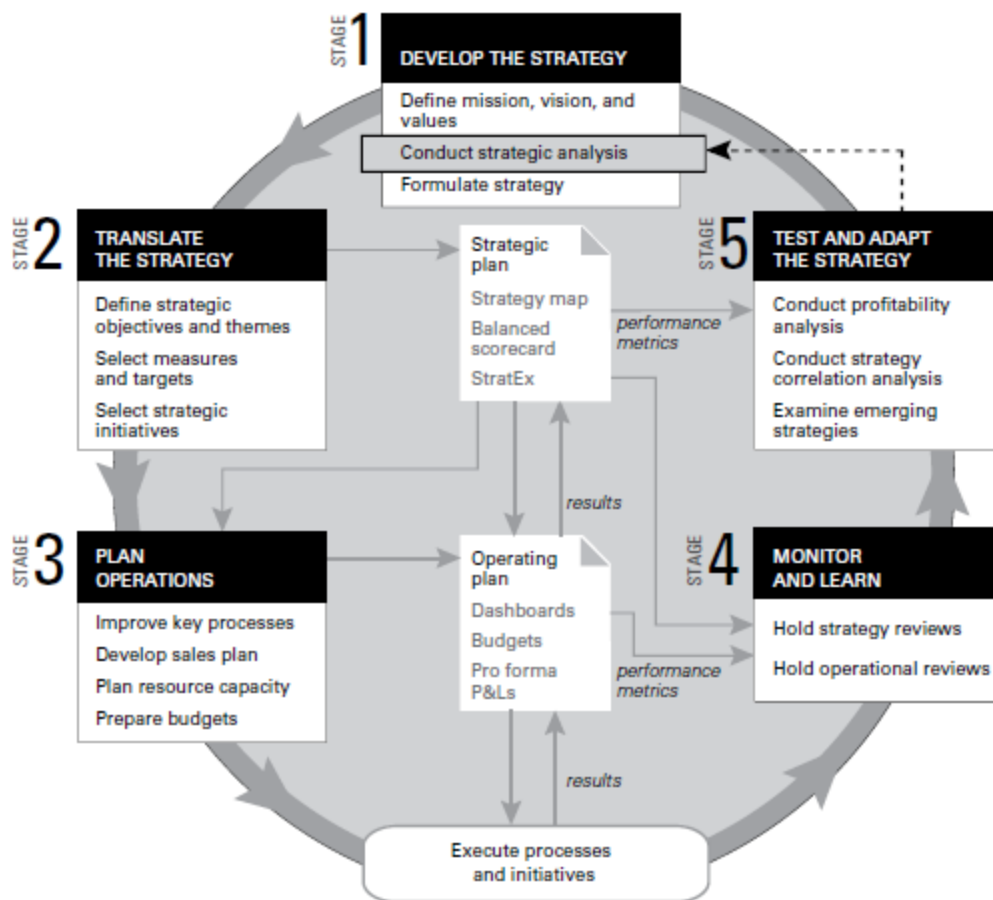 STAGE 1
DEVELOP THE STRATEGY
Define mission, vision, and
values
Conduct strategic analysis
Formulate strategy
STAGE 2
TRANSLATE
THE STRATEGY
Define strategic
objectives and themes
Select measures
and targets
Select strategic
initiatives
Strategic
plan
Strategy map
Balanced
scorecard
StratEx
performance
metrics
STAGE 5
TEST AND ADAPT
THE STRATEGY
Conduct profitability
analysis
Conduct strategy
correlation analysis
Examine emerging
strategies
results
STAGE 3
PLAN
OPERATIONS
Improve key processes
Develop sales plan
Plan resource capacity
Prepare budgets
Operating
plan
Dashboards
Budgets
Pro forma
P&Ls
performance
metrics
STAGE 4
MONITOR
AND LEARN
Hold strategy reviews
Hold operational reviews
results
Execute processes
and initiatives